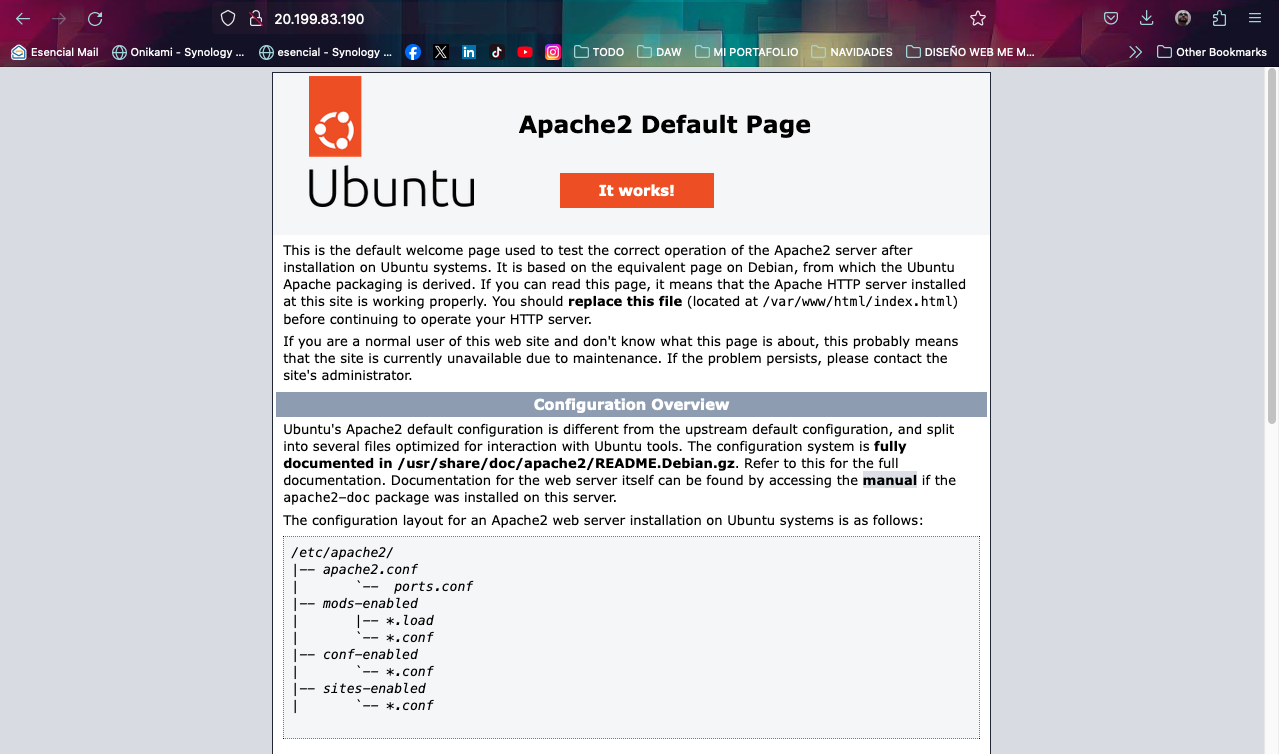 20.199.83.190
Esencial Mail Onikami - Synology ... esencial - Synology ... TODO DAW MI PORTAFOLIO NAVIDADES DISEÑO WEB ME M... Other Bookmarks
Apache2 Default Page
Ubuntu
It works!
This is the default welcome page used to test the correct operation of the Apache2 server after
installation on Ubuntu systems. It is based on the equivalent page on Debian, from which the Ubuntu
Apache packaging is derived. If you can read this page, it means that the Apache HTTP server installed
at this site is working properly. You should replace this file (located at /var/www/html/index.html)
before continuing to operate your HTTP server.
If you are a normal user of this web site and don't know what this page is about, this probably means
that the site is currently unavailable due to maintenance. If the problem persists, please contact the
site's administrator.
Configuration Overview
Ubuntu's Apache2 default configuration is different from the upstream default configuration, and split
into several files optimized for interaction with Ubuntu tools. The configuration system is fully
documented in /usr/share/doc/apache2/README.Debian.gz. Refer to this for the full
documentation. Documentation for the web server itself can be found by accessing the manual if the
apache2-doc package was installed on this server.
The configuration layout for an Apache2 web server installation on Ubuntu systems is as follows:
/etc/apache2/
|-- apache2.conf
|       `--  ports.conf
|-- mods-enabled
|       |-- *.load
|       `-- *.conf
|-- conf-enabled
|       `-- *.conf
|-- sites-enabled
|       `-- *.conf